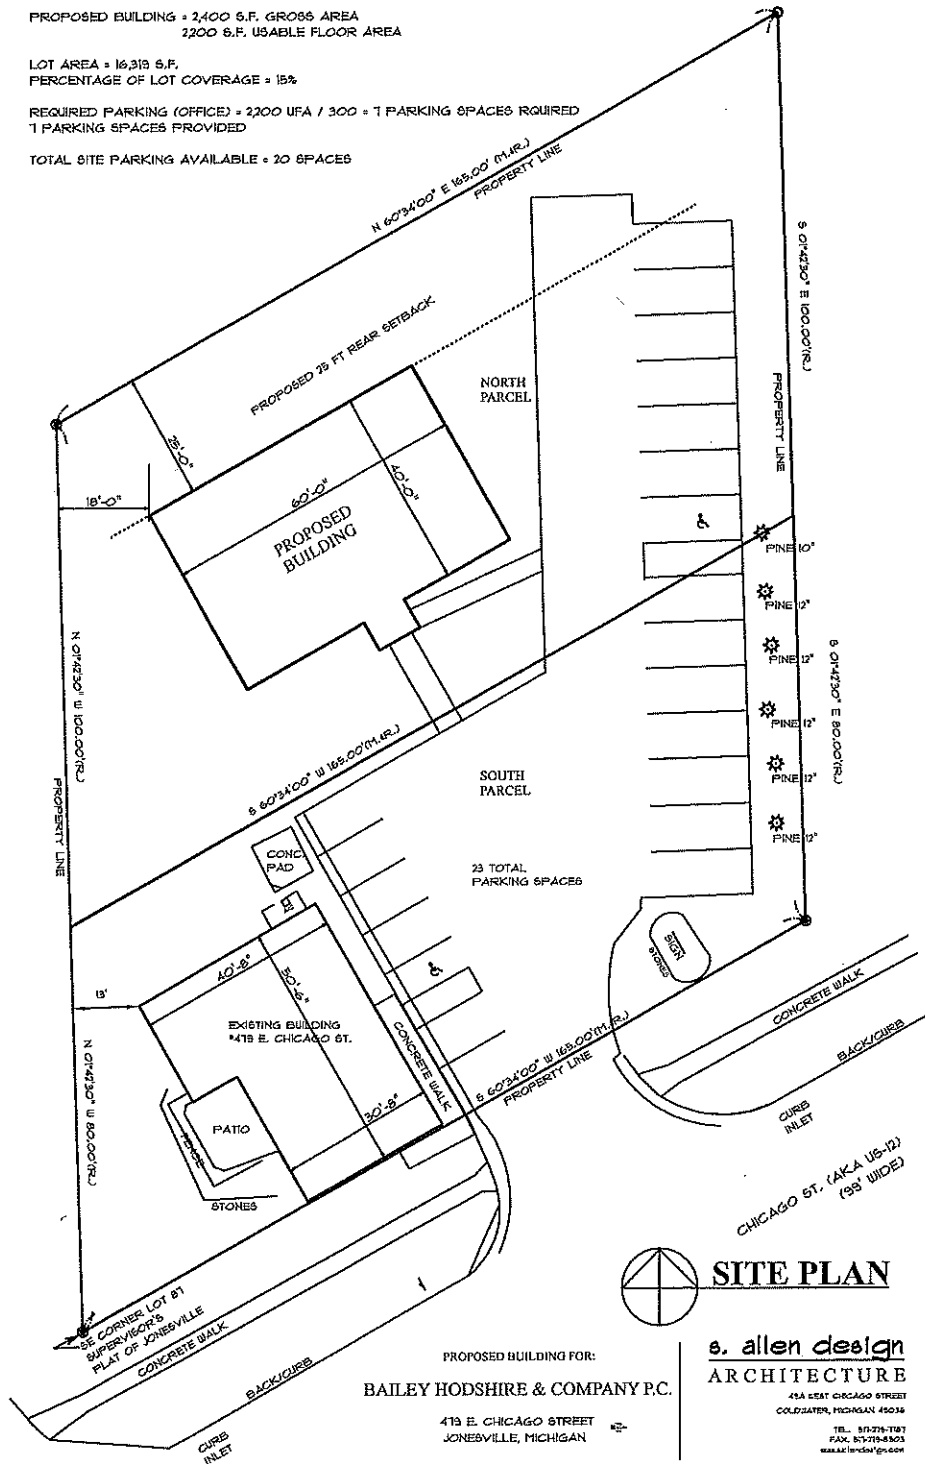 PROPOSED BUILDING = 2,400 S.F. GROSS AREA
2,200 S.F. USABLE FLOOR AREA
LOT AREA = 16,319 S.F.
PERCENTAGE OF LOT COVERAGE = 15%
REQUIRED PARKING (OFFICE) = 2,200 UFA / 300 = 7 PARKING SPACES RQUIRED
7 PARKING SPACES PROVIDED
TOTAL SITE PARKING AVAILABLE = 20 SPACES
N 60°34'00" E 165.00' (M.&R.)
PROPERTY LINE
S 01°42'30" E 100.00'(R.)
PROPERTY LINE
PROPOSED 25 FT REAR SETBACK
NORTH
PARCEL
25'-0"
18'-0"
60'-0"
40'-0"
PROPOSED
BUILDING
PINE 10"
PINE 12"
PINE 12"
PINE 12"
PINE 12"
PINE 12"
S 01°42'30" E 80.00'(R.)
N 01°42'30" W 100.00'(R.)
PROPERTY LINE
S 60°34'00" W 165.00'(M.&R.)
SOUTH
PARCEL
23 TOTAL
PARKING SPACES
CONC.
PAD
40'-8"
50'-6"
13'
EXISTING BUILDING
#479 E. CHICAGO ST.
CONCRETE WALK
30'-8"
PATIO
FENCE
STONES
N 01°42'30" W 80.00'(R.)
SIGN
STONES
S 60°34'00" W 165.00'(M.&R.)
PROPERTY LINE
CONCRETE WALK
BACK/CURB
CURB
INLET
CHICAGO ST. (AKA US-12)
(99' WIDE)
SE CORNER LOT 87
SUPERVISOR'S
PLAT OF JONESVILLE
CONCRETE WALK
BACK/CURB
CURB
INLET
SITE PLAN
PROPOSED BUILDING FOR:
BAILEY HODSHIRE & COMPANY P.C.
479 E. CHICAGO STREET
JONESVILLE, MICHIGAN
s. allen design
ARCHITECTURE
WEST CHICAGO STREET
COLDWATER, MICHIGAN 49036
TEL.
FAX.